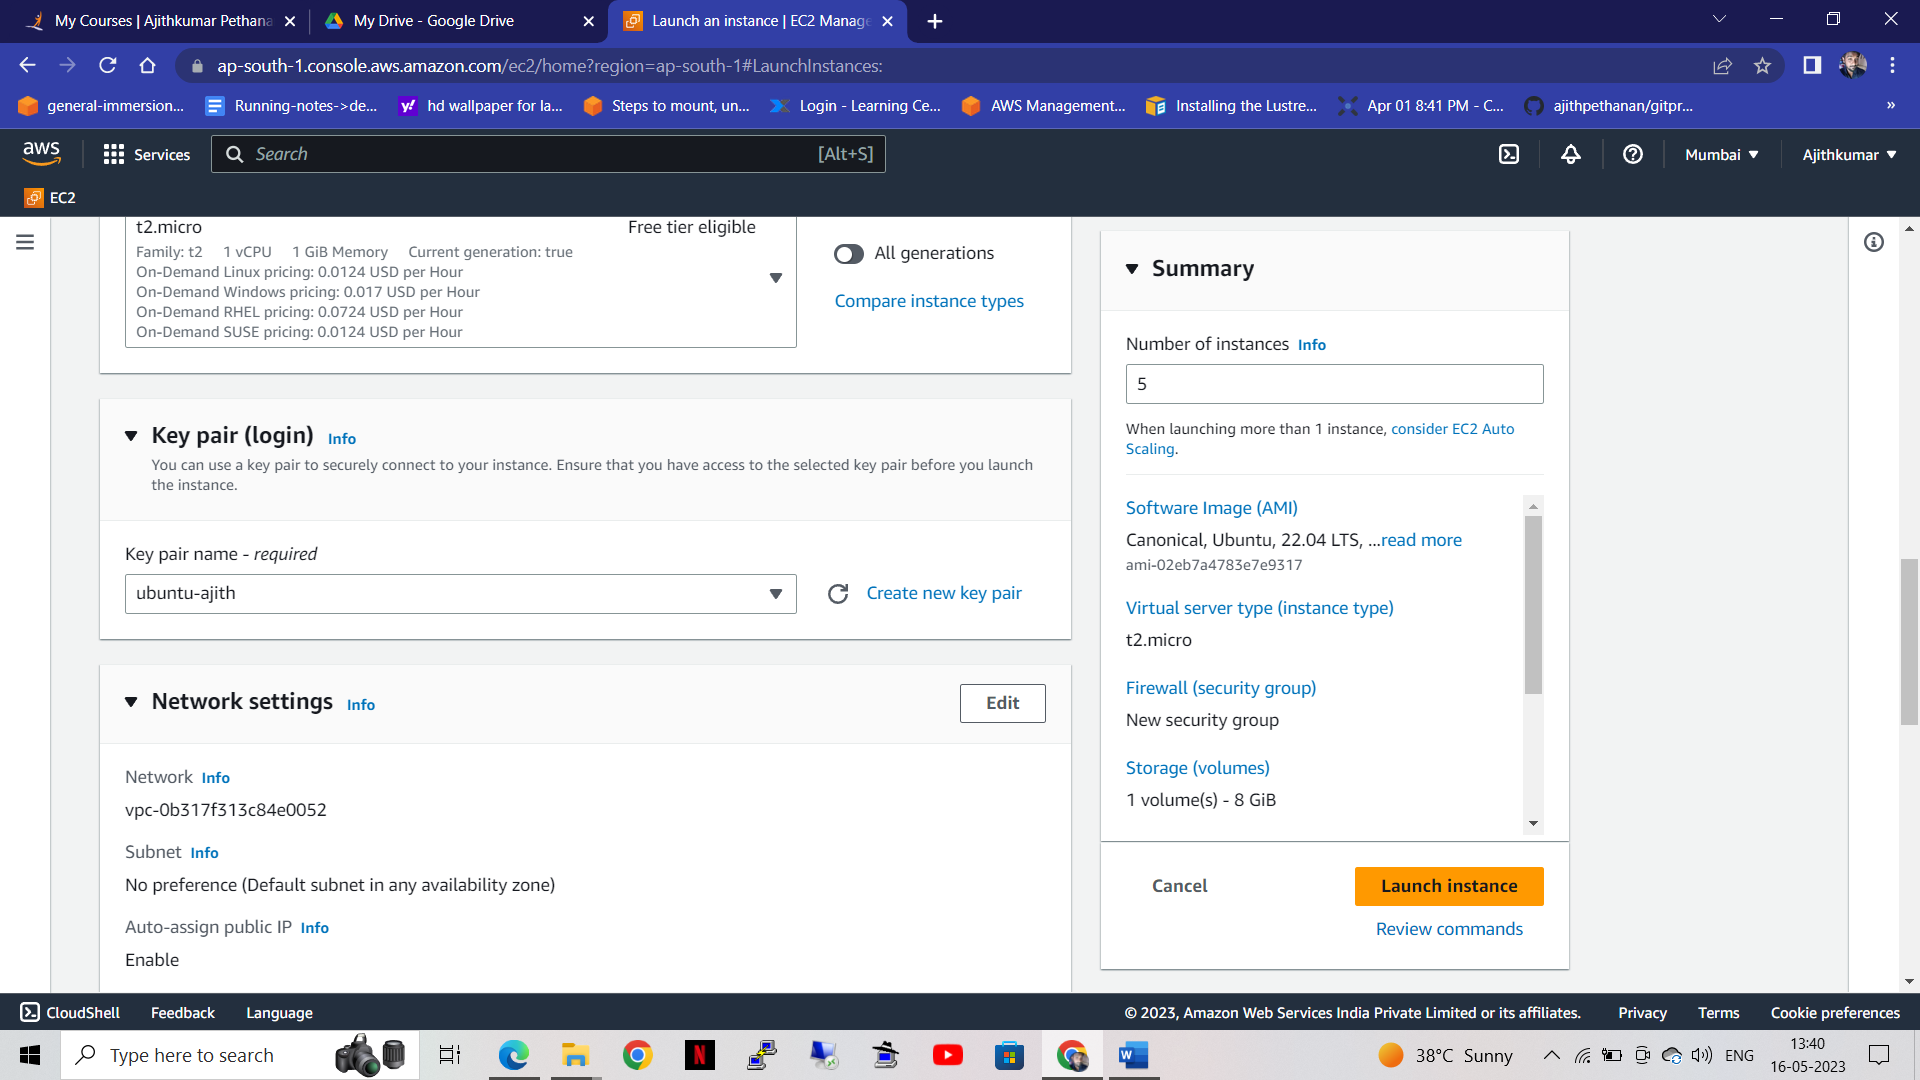 My Courses | Ajithkumar Pethana
My Drive - Google Drive
Launch an instance | EC2 Manage
ap-south-1.console.aws.amazon.com/ec2/home?region=ap-south-1#LaunchInstances:
general-immersion...
Running-notes->de...
hd wallpaper for la...
Steps to mount, un...
Login - Learning Ce...
AWS Management...
Installing the Lustre...
Apr 01 8:41 PM - C...
ajithpethanan/gitpr...
»
aws
Services
Search
[Alt+S]
Mumbai
Ajithkumar
EC2
t2.micro
Free tier eligible
Family: t2 1 vCPU 1 GiB Memory Current generation: true
On-Demand Linux pricing: 0.0124 USD per Hour
On-Demand Windows pricing: 0.017 USD per Hour
On-Demand RHEL pricing: 0.0724 USD per Hour
On-Demand SUSE pricing: 0.0124 USD per Hour
All generations
Compare instance types
Key pair (login) Info
You can use a key pair to securely connect to your instance. Ensure that you have access to the selected key pair before you launch
the instance.
Key pair name - required
ubuntu-ajith
Create new key pair
Network settings Info
Edit
Network Info
vpc-0b317f313c84e0052
Subnet Info
No preference (Default subnet in any availability zone)
Auto-assign public IP Info
Enable
Summary
Number of instances Info
5
When launching more than 1 instance, consider EC2 Auto
Scaling.
Software Image (AMI)
Canonical, Ubuntu, 22.04 LTS, ...read more
ami-02eb7a4783e7e9317
Virtual server type (instance type)
t2.micro
Firewall (security group)
New security group
Storage (volumes)
1 volume(s) - 8 GiB
Cancel
Launch instance
Review commands
CloudShell
Feedback
Language
© 2023, Amazon Web Services India Private Limited or its affiliates.
Privacy
Terms
Cookie preferences
Type here to search
38°C Sunny
ENG
13:40
16-05-2023